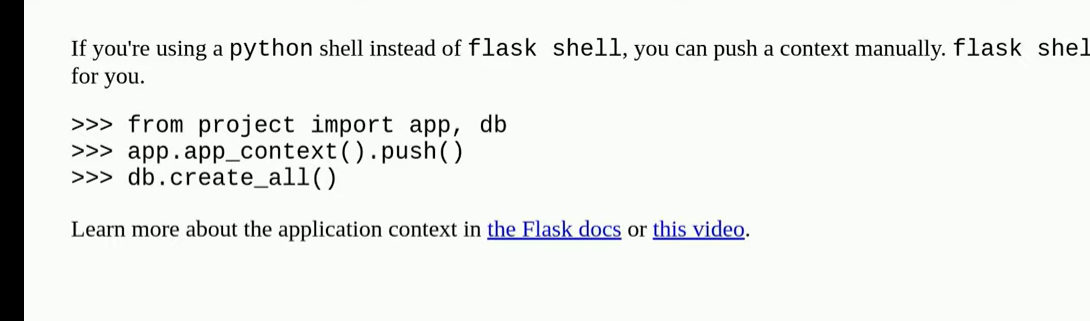 If you're using a python shell instead of flask shell, you can push a context manually. flask shel
for you.
>>> from project import app, db
>>> app.app_context().push()
>>> db.create_all()
Learn more about the application context in the Flask docs or this video.